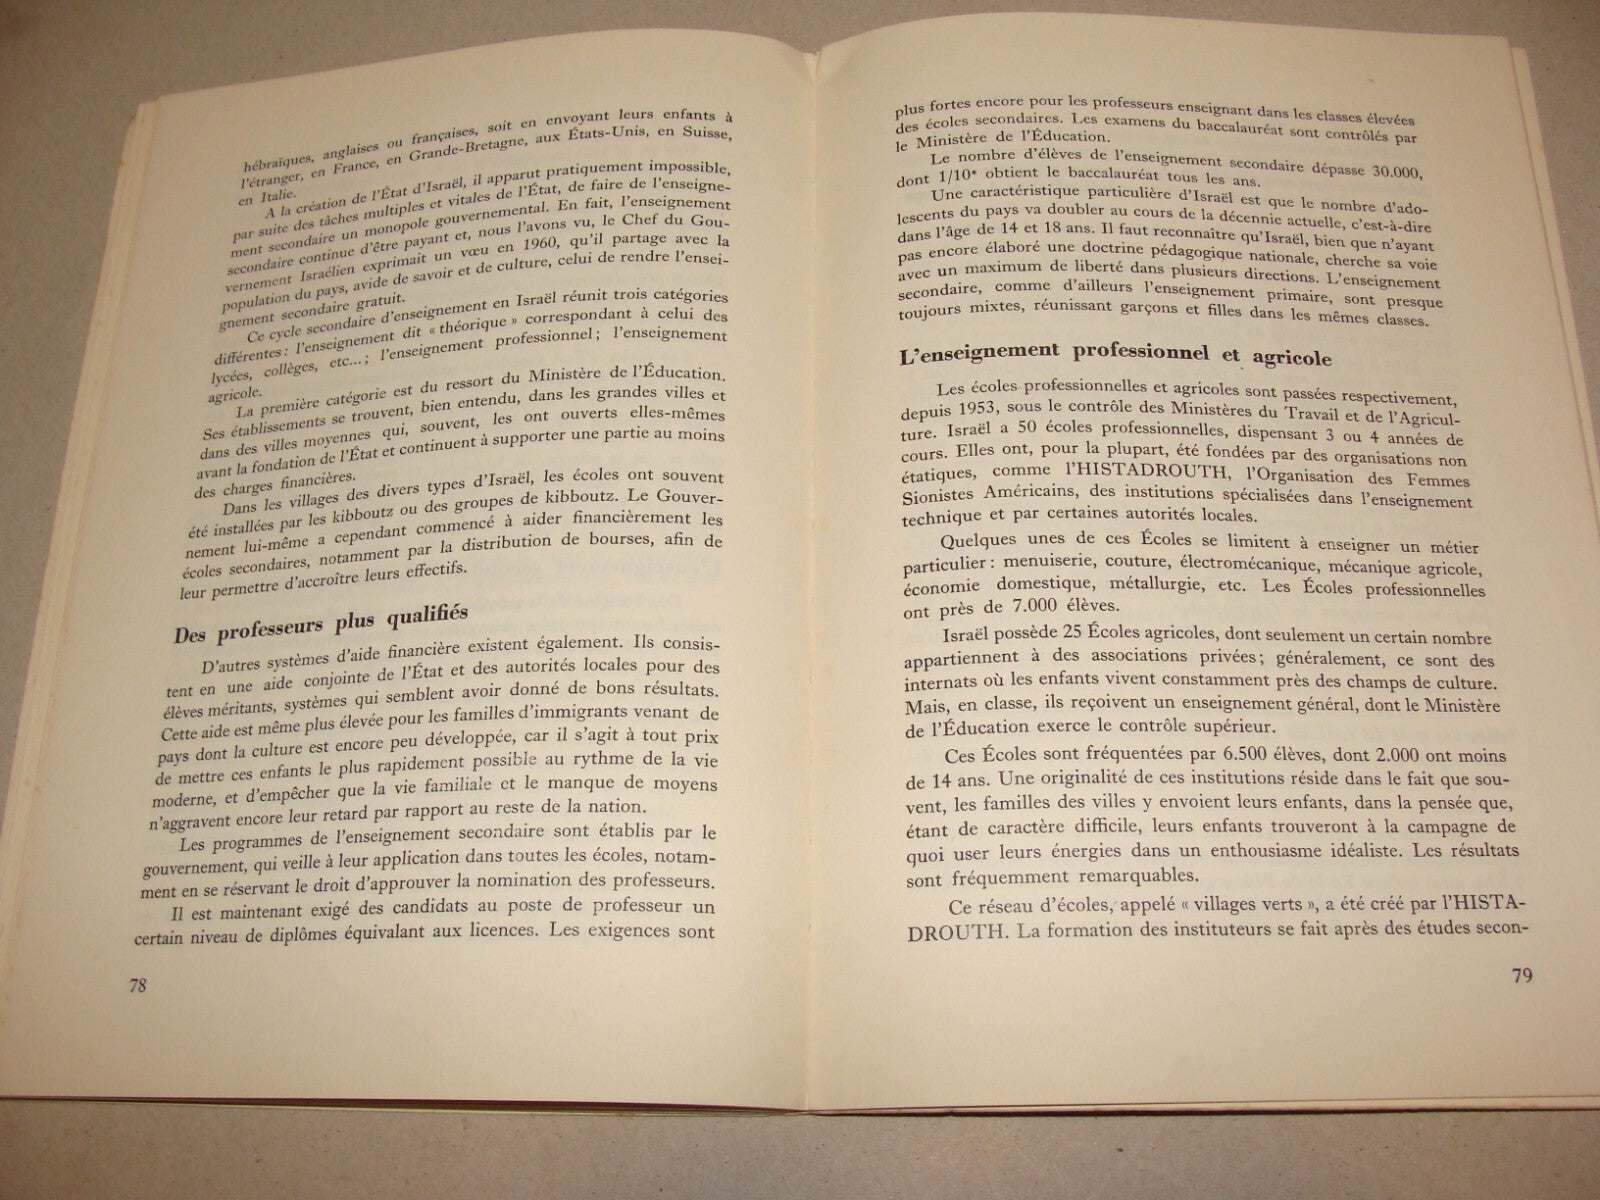 hébraïques, anglaises ou françaises, soit en envoyant leurs enfants à
l'étranger, en France, en Grande-Bretagne, aux États-Unis, en Suisse,
en Italie.
A la création de l'État d'Israël, il apparut pratiquement impossible,
par suite des tâches multiples et vitales de l'État, de faire de l'enseigne-
ment secondaire un monopole gouvernemental. En fait, l'enseignement
secondaire continue d'être payant et, nous l'avons vu, le Chef du Gou-
vernement Israélien exprimait un vœu en 1960, qu'il partage avec la
population du pays, avide de savoir et de culture, celui de rendre l'ensei-
gnement secondaire gratuit.
Ce cycle secondaire d'enseignement en Israël réunit trois catégories
différentes : l'enseignement dit « théorique » correspondant à celui des
lycées, collèges, etc... ; l'enseignement professionnel ; l'enseignement
agricole.
La première catégorie est du ressort du Ministère de l'Éducation.
Ses établissements se trouvent, bien entendu, dans les grandes villes et
dans des villes moyennes qui, souvent, les ont ouverts elles-mêmes
avant la fondation de l'État et continuent à supporter une partie au moins
des charges financières.
Dans les villages des divers types d'Israël, les écoles ont souvent
été installées par les kibboutz ou des groupes de kibboutz. Le Gouver-
nement lui-même a cependant commencé à aider financièrement les
écoles secondaires, notamment par la distribution de bourses, afin de
leur permettre d'accroître leurs effectifs.
Des professeurs plus qualifiés
D'autres systèmes d'aide financière existent également. Ils consis-
tent en une aide conjointe de l'État et des autorités locales pour des
élèves méritants, systèmes qui semblent avoir donné de bons résultats.
Cette aide est même plus élevée pour les familles d'immigrants venant de
pays dont la culture est encore peu développée, car il s'agit à tout prix
de mettre ces enfants le plus rapidement possible au rythme de la vie
moderne, et d'empêcher que la vie familiale et le manque de moyens
n'aggravent encore leur retard par rapport au reste de la nation.
Les programmes de l'enseignement secondaire sont établis par le
gouvernement, qui veille à leur application dans toutes les écoles, notam-
ment en se réservant le droit d'approuver la nomination des professeurs.
Il est maintenant exigé des candidats au poste de professeur un
certain niveau de diplômes équivalant aux licences. Les exigences sont
78
plus fortes encore pour les professeurs enseignant dans les classes élevées
des écoles secondaires. Les examens du baccalauréat sont contrôlés par
le Ministère de l'Éducation.
Le nombre d'élèves de l'enseignement secondaire dépasse 30.000,
dont 1/10e obtient le baccalauréat tous les ans.
Une caractéristique particulière d'Israël est que le nombre d'ado-
lescents du pays va doubler au cours de la décennie actuelle, c'est-à-dire
dans l'âge de 14 et 18 ans. Il faut reconnaître qu'Israël, bien que n'ayant
pas encore élaboré une doctrine pédagogique nationale, cherche sa voie
avec un maximum de liberté dans plusieurs directions. L'enseignement
secondaire, comme d'ailleurs l'enseignement primaire, sont presque
toujours mixtes, réunissant garçons et filles dans les mêmes classes.
L'enseignement professionnel et agricole
Les écoles professionnelles et agricoles sont passées respectivement,
depuis 1953, sous le contrôle des Ministères du Travail et de l'Agricul-
ture. Israël a 50 écoles professionnelles, dispensant 3 ou 4 années de
cours. Elles ont, pour la plupart, été fondées par des organisations non
étatiques, comme l'HISTADROUTH, l'Organisation des Femmes
Sionistes Américains, des institutions spécialisées dans l'enseignement
technique et par certaines autorités locales.
Quelques unes de ces Écoles se limitent à enseigner un métier
particulier : menuiserie, couture, électromécanique, mécanique agricole,
économie domestique, métallurgie, etc. Les Écoles professionnelles
ont près de 7.000 élèves.
Israël possède 25 Écoles agricoles, dont seulement un certain nombre
appartiennent à des associations privées ; généralement, ce sont des
internats où les enfants vivent constamment près des champs de culture.
Mais, en classe, ils reçoivent un enseignement général, dont le Ministère
de l'Éducation exerce le contrôle supérieur.
Ces Écoles sont fréquentées par 6.500 élèves, dont 2.000 ont moins
de 14 ans. Une originalité de ces institutions réside dans le fait que sou-
vent, les familles des villes y envoient leurs enfants, dans la pensée que,
étant de caractère difficile, leurs enfants trouveront à la campagne de
quoi user leurs énergies dans un enthousiasme idéaliste. Les résultats
sont fréquemment remarquables.
Ce réseau d'écoles, appelé « villages verts », a été créé par l'HISTA-
DROUTH. La formation des instituteurs se fait après des études secon-
79